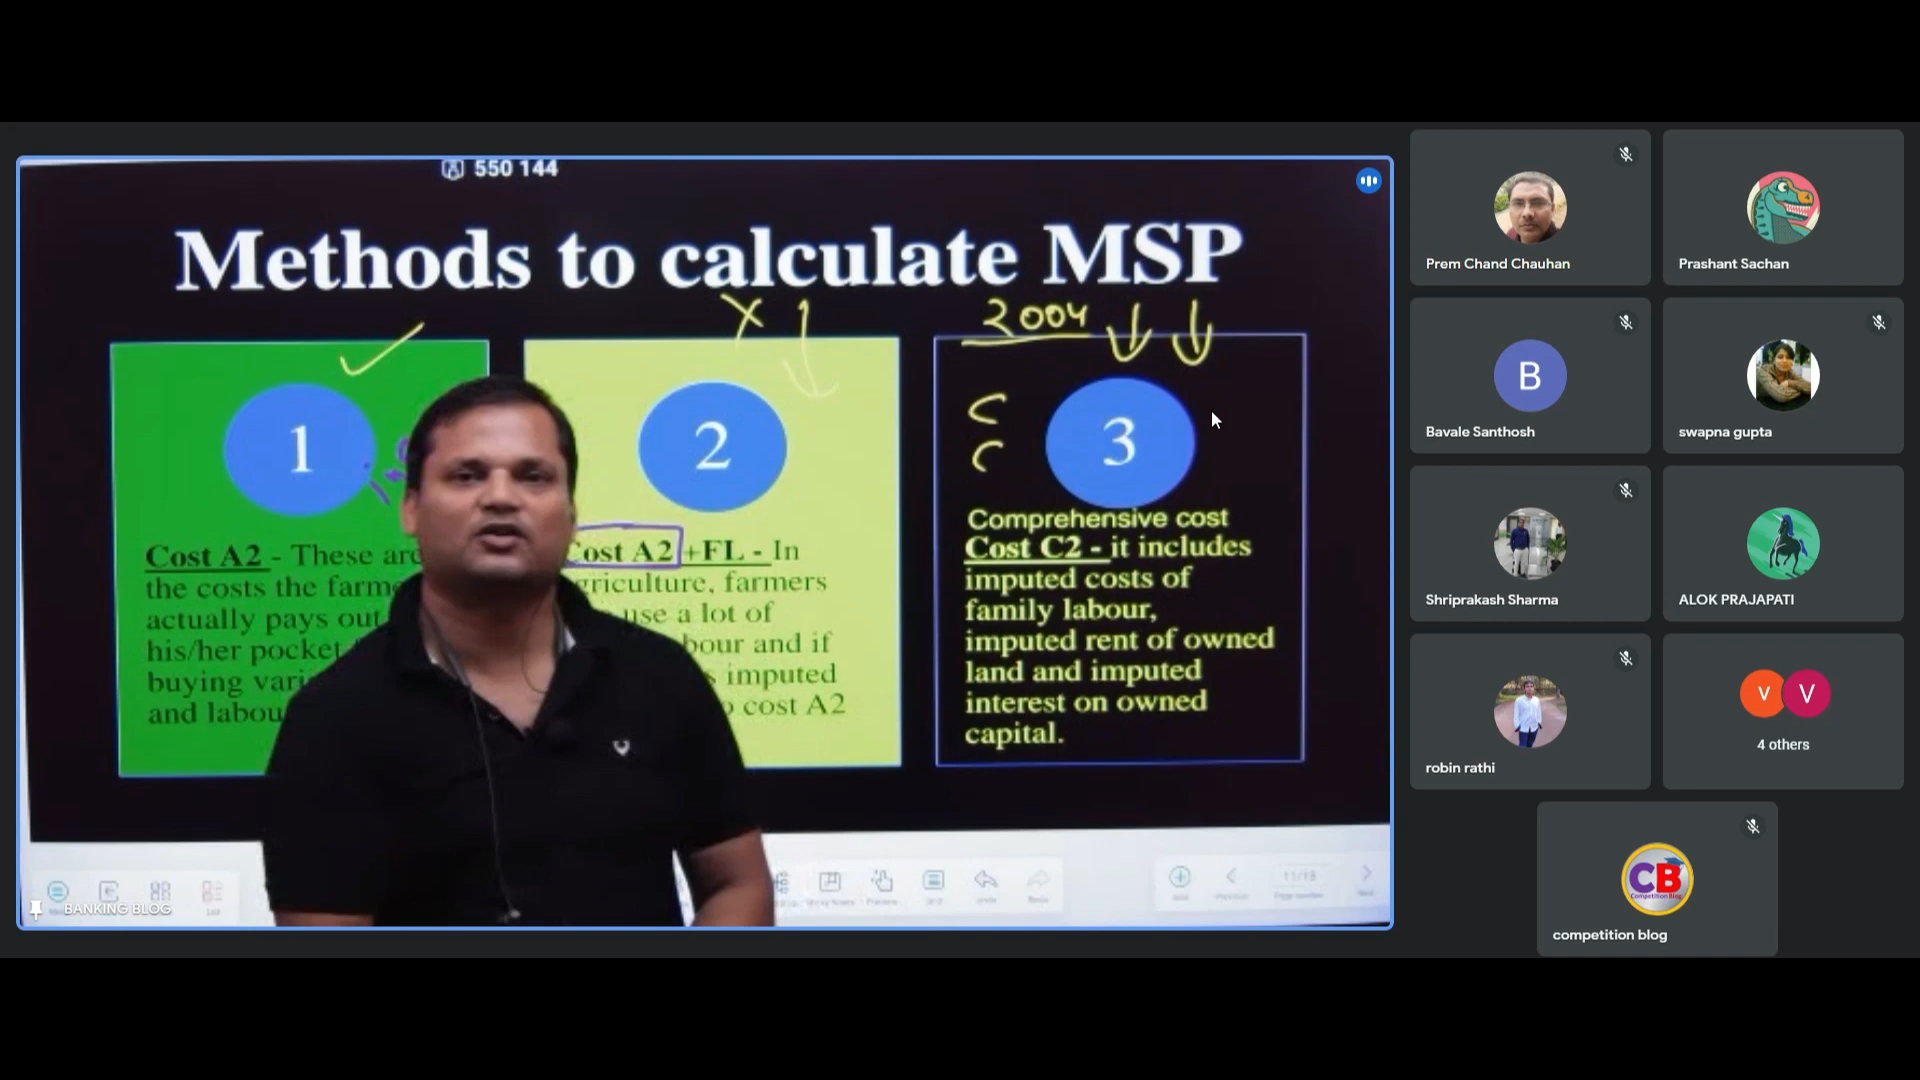 550 144
Methods to calculate MSP
2004
1
2
3
Cost A2 - These are
the costs the farme
actually pays out
his/her pocket
buying vari
and labou
Cost A2 +FL - In
griculture, farmers
use a lot of
bour and if
imputed
cost A2
Comprehensive cost
Cost C2 - it includes
imputed costs of
family labour,
imputed rent of owned
land and imputed
interest on owned
capital.
BANKING BLOG
Prem Chand Chauhan
Prashant Sachan
B
Bavale Santhosh
swapna gupta
Shriprakash Sharma
ALOK PRAJAPATI
robin rathi
V V
4 others
CB
Competition Blog
competition blog